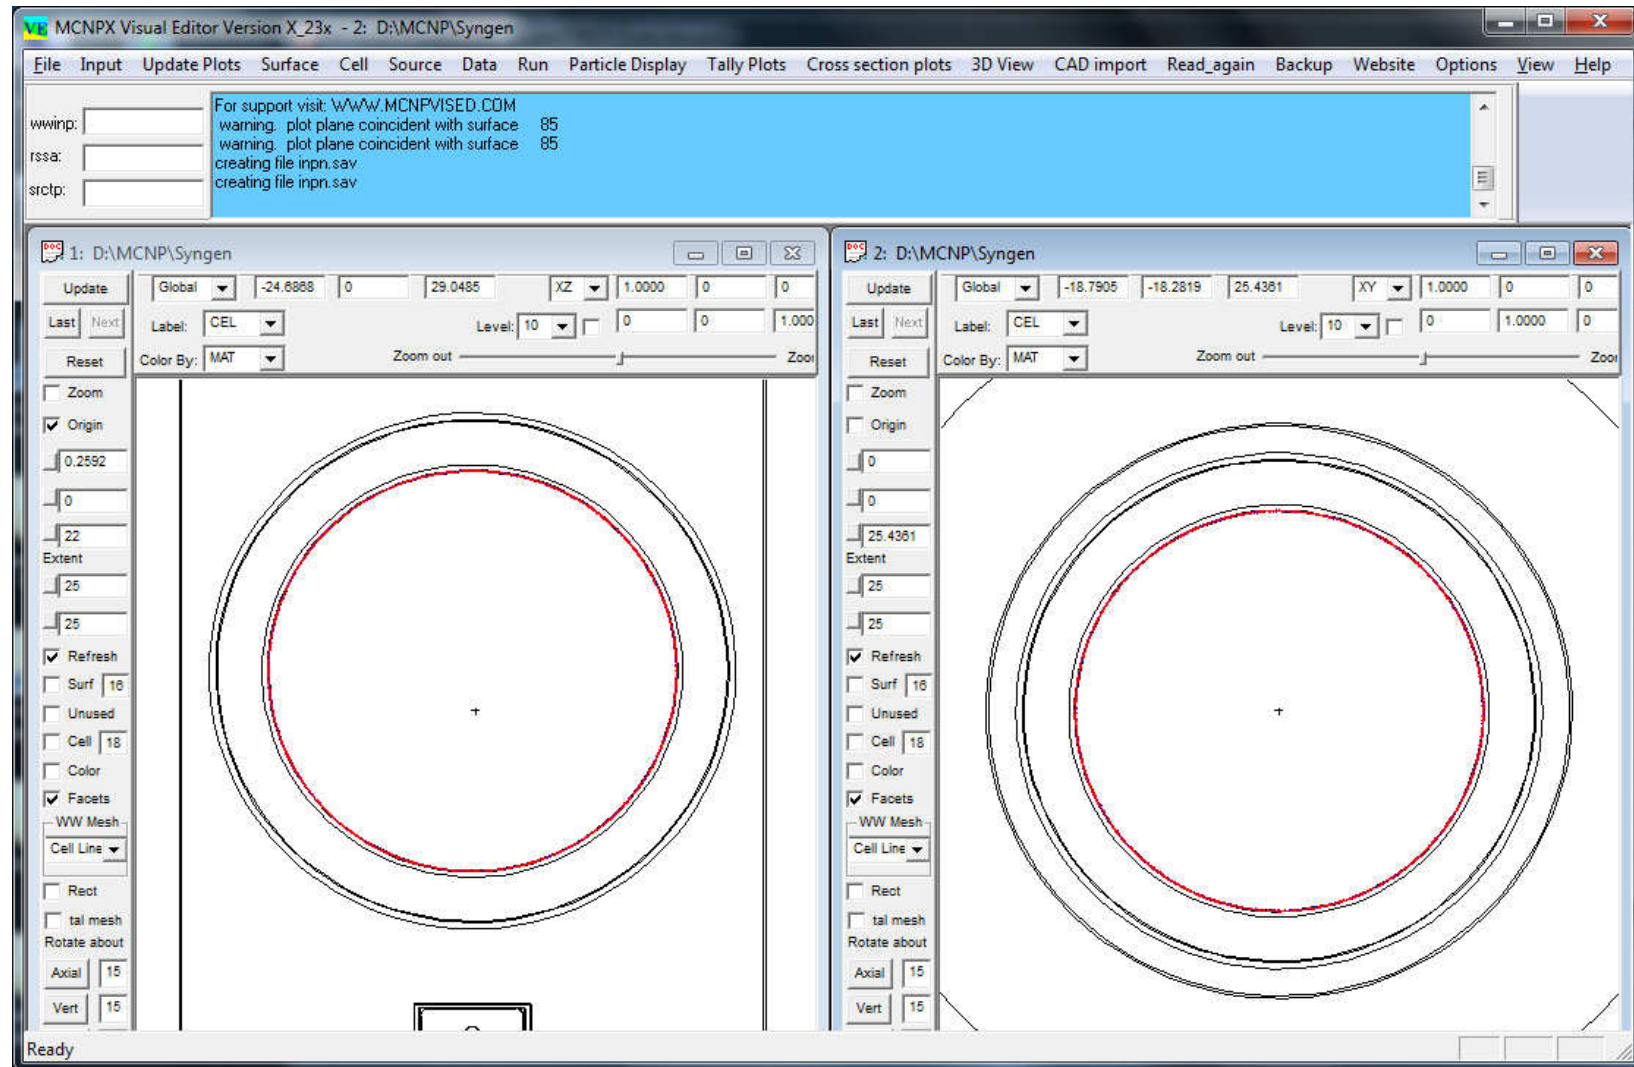 MCNPX Visual Editor Version X_23x - 2: D:\MCNP\Syngen
File Input Update Plots Surface Cell Source Data Run Particle Display Tally Plots Cross section plots 3D View CAD import Read_again Backup Website Options View Help
For support visit: WWW.MCNPVISED.COM
wwinp:
warning. plot plane coincident with surface 85
warning. plot plane coincident with surface 85
rssa:
creating file inpn.sav
srctp:
creating file inpn.sav
1: D:\MCNP\Syngen
Update Global -24.6868 0 29.0485 XZ 1.0000 0 0
Last Next Label: CEL Level: 10 0 0 1.000
Reset Color By: MAT Zoom out Zoo
Zoom
Origin
0.2592
0
22
Extent
25
25
Refresh
Surf 16
Unused
Cell 18
Color
Facets
WW Mesh
Cell Line
Rect
tal mesh
Rotate about
Axial 15
Vert 15
2: D:\MCNP\Syngen
Update Global -18.7905 -18.2819 25.4361 XY 1.0000 0 0
Last Next Label: CEL Level: 10 0 1.0000 0
Reset Color By: MAT Zoom out Zoo
Zoom
Origin
0
0
25.4361
Extent
25
25
Refresh
Surf 16
Unused
Cell 18
Color
Facets
WW Mesh
Cell Line
Rect
tal mesh
Rotate about
Axial 15
Vert 15
Ready